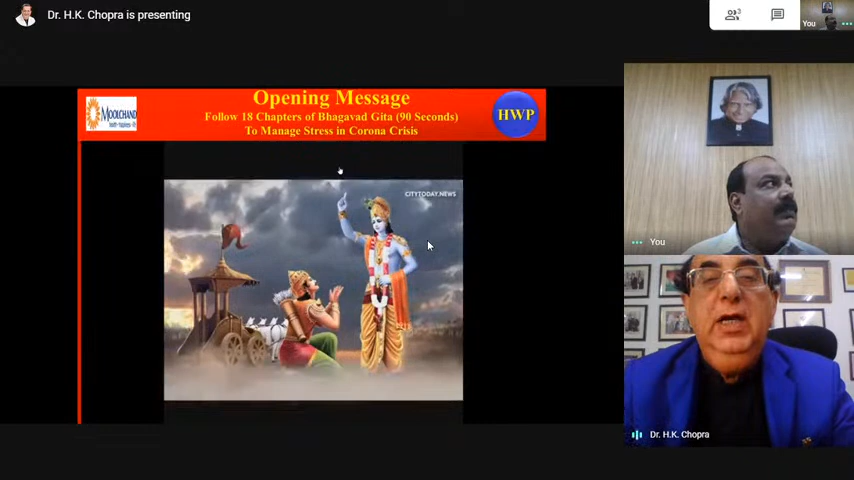 Dr. H.K. Chopra is presenting
3
You
MOOLCHAND
Opening Message
Follow 18 Chapters of Bhagavad Gita (90 Seconds)
To Manage Stress in Corona Crisis
HWP
CITYTODAY.NEWS
You
Dr. H.K. Chopra